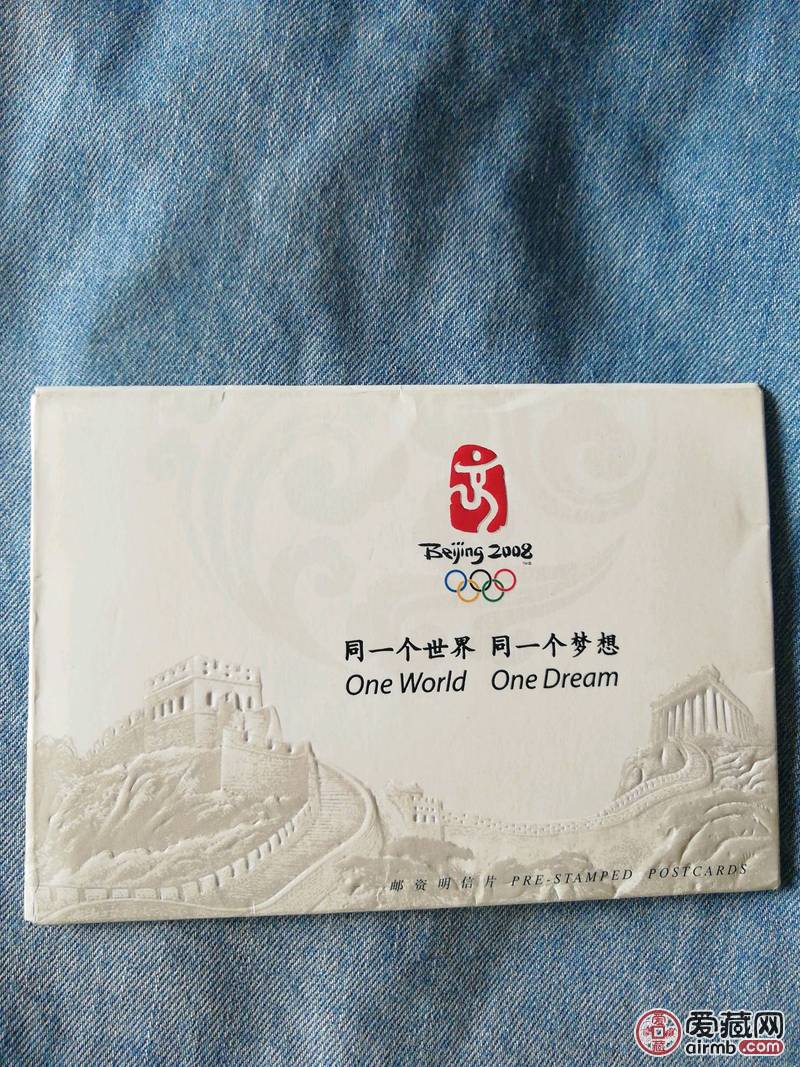 Beijing 2008
TM©
同一个世界 同一个梦想
One World One Dream
邮资明信片 PRE-STAMPED POSTCARDS
爱藏网
airmb.com